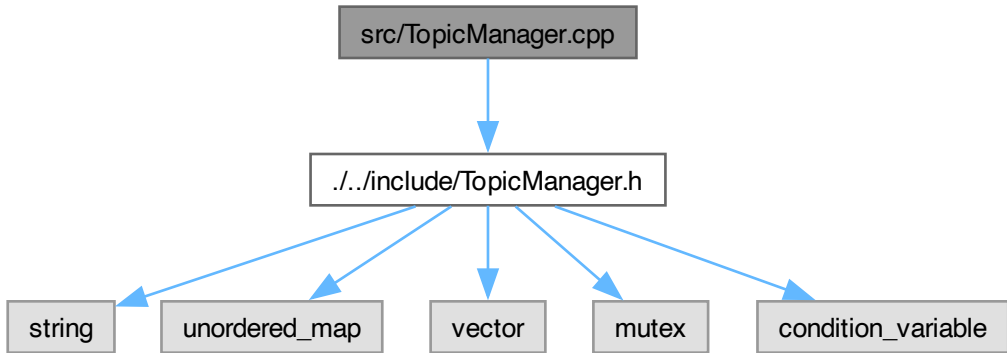 src/TopicManager.cpp
./../include/TopicManager.h
string
unordered_map
vector
mutex
condition_variable